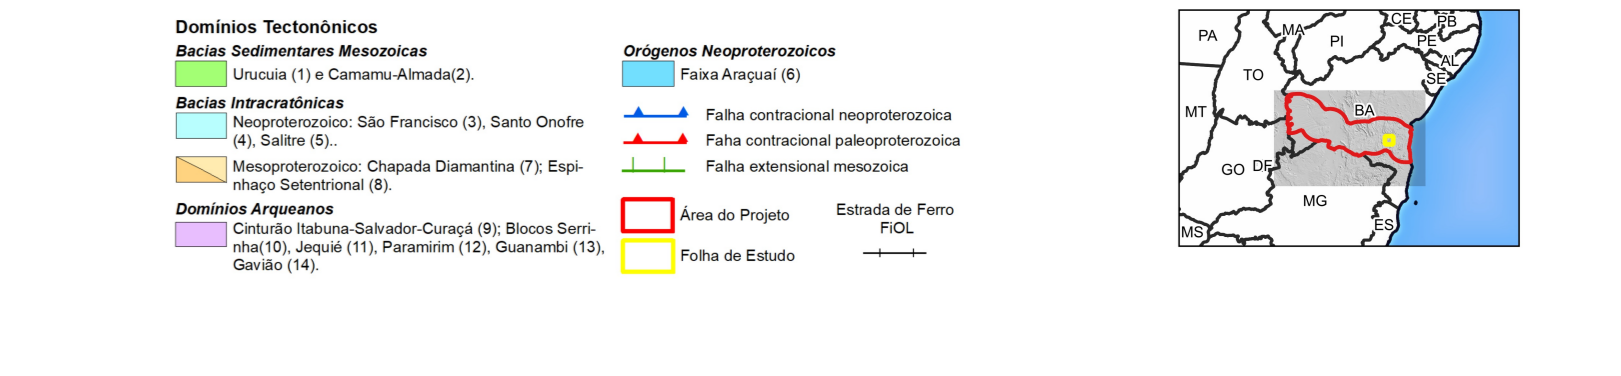 Domínios Tectonônicos
Bacias Sedimentares Mesozoicas
Urucuia (1) e Camamu-Almada(2).
Bacias Intracratônicas
Neoproterozoico: São Francisco (3), Santo Onofre
(4), Salitre (5)..
Mesoproterozoico: Chapada Diamantina (7); Espi-
nhaço Setentrional (8).
Domínios Arqueanos
Cinturão Itabuna-Salvador-Curaçá (9); Blocos Serri-
nha(10), Jequié (11), Paramirim (12), Guanambi (13),
Gavião (14).
Orógenos Neoproterozoicos
Faixa Araçuaí (6)
Falha contracional neoproterozoica
Faha contracional paleoproterozoica
Falha extensional mesozoica
Área do Projeto
Folha de Estudo
Estrada de Ferro
FiOL
CE
PB
MA
PA
PI
PE
AL
TO
SE
BA
MT
GO
DF
MG
ES
MS